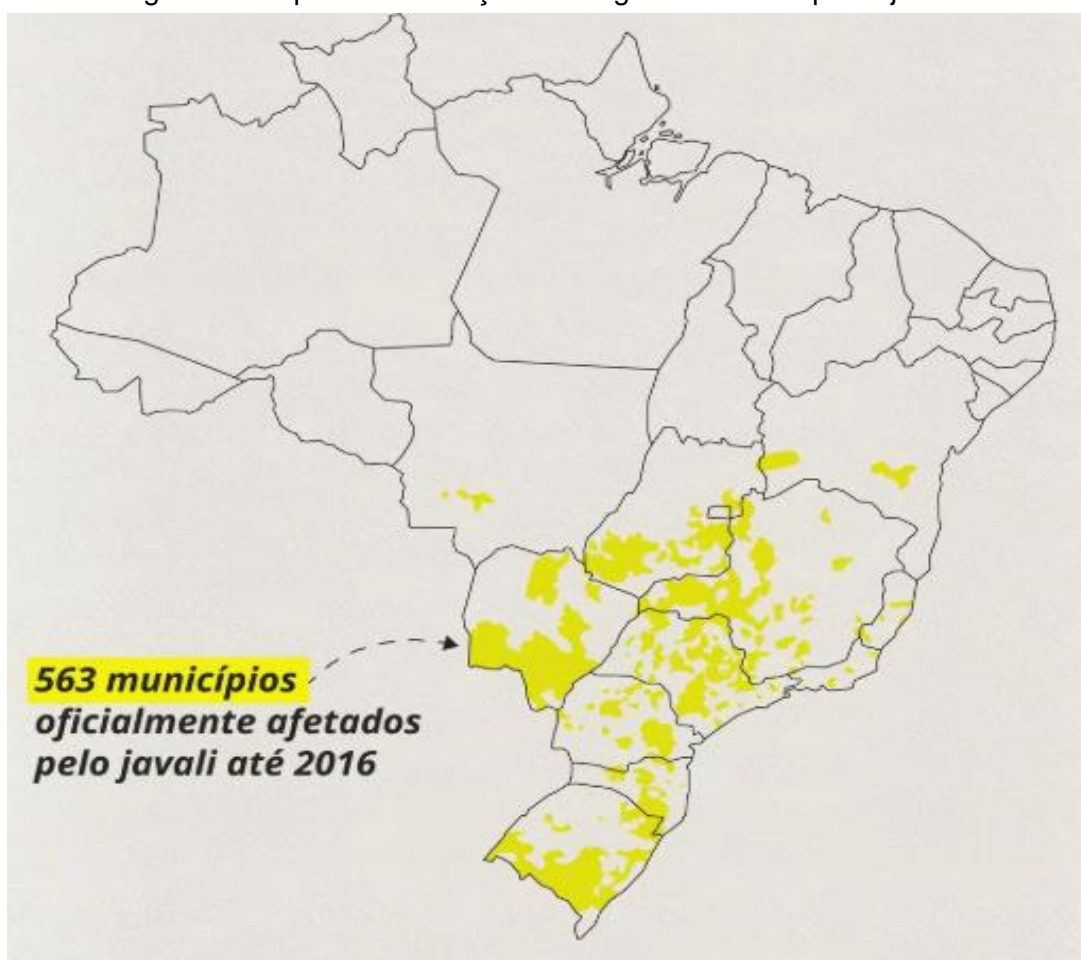 563 municípios
oficialmente afetados
pelo javali até 2016